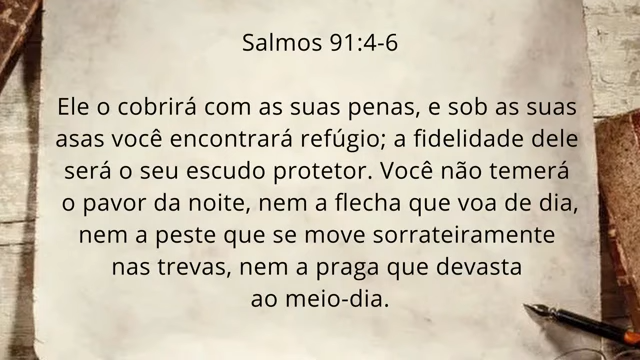 Salmos 91:4-6
Ele o cobrirá com as suas penas, e sob as suas
asas você encontrará refúgio; a fidelidade dele
será o seu escudo protetor. Você não temerá
o pavor da noite, nem a flecha que voa de dia,
nem a peste que se move sorrateiramente
nas trevas, nem a praga que devasta
ao meio-dia.